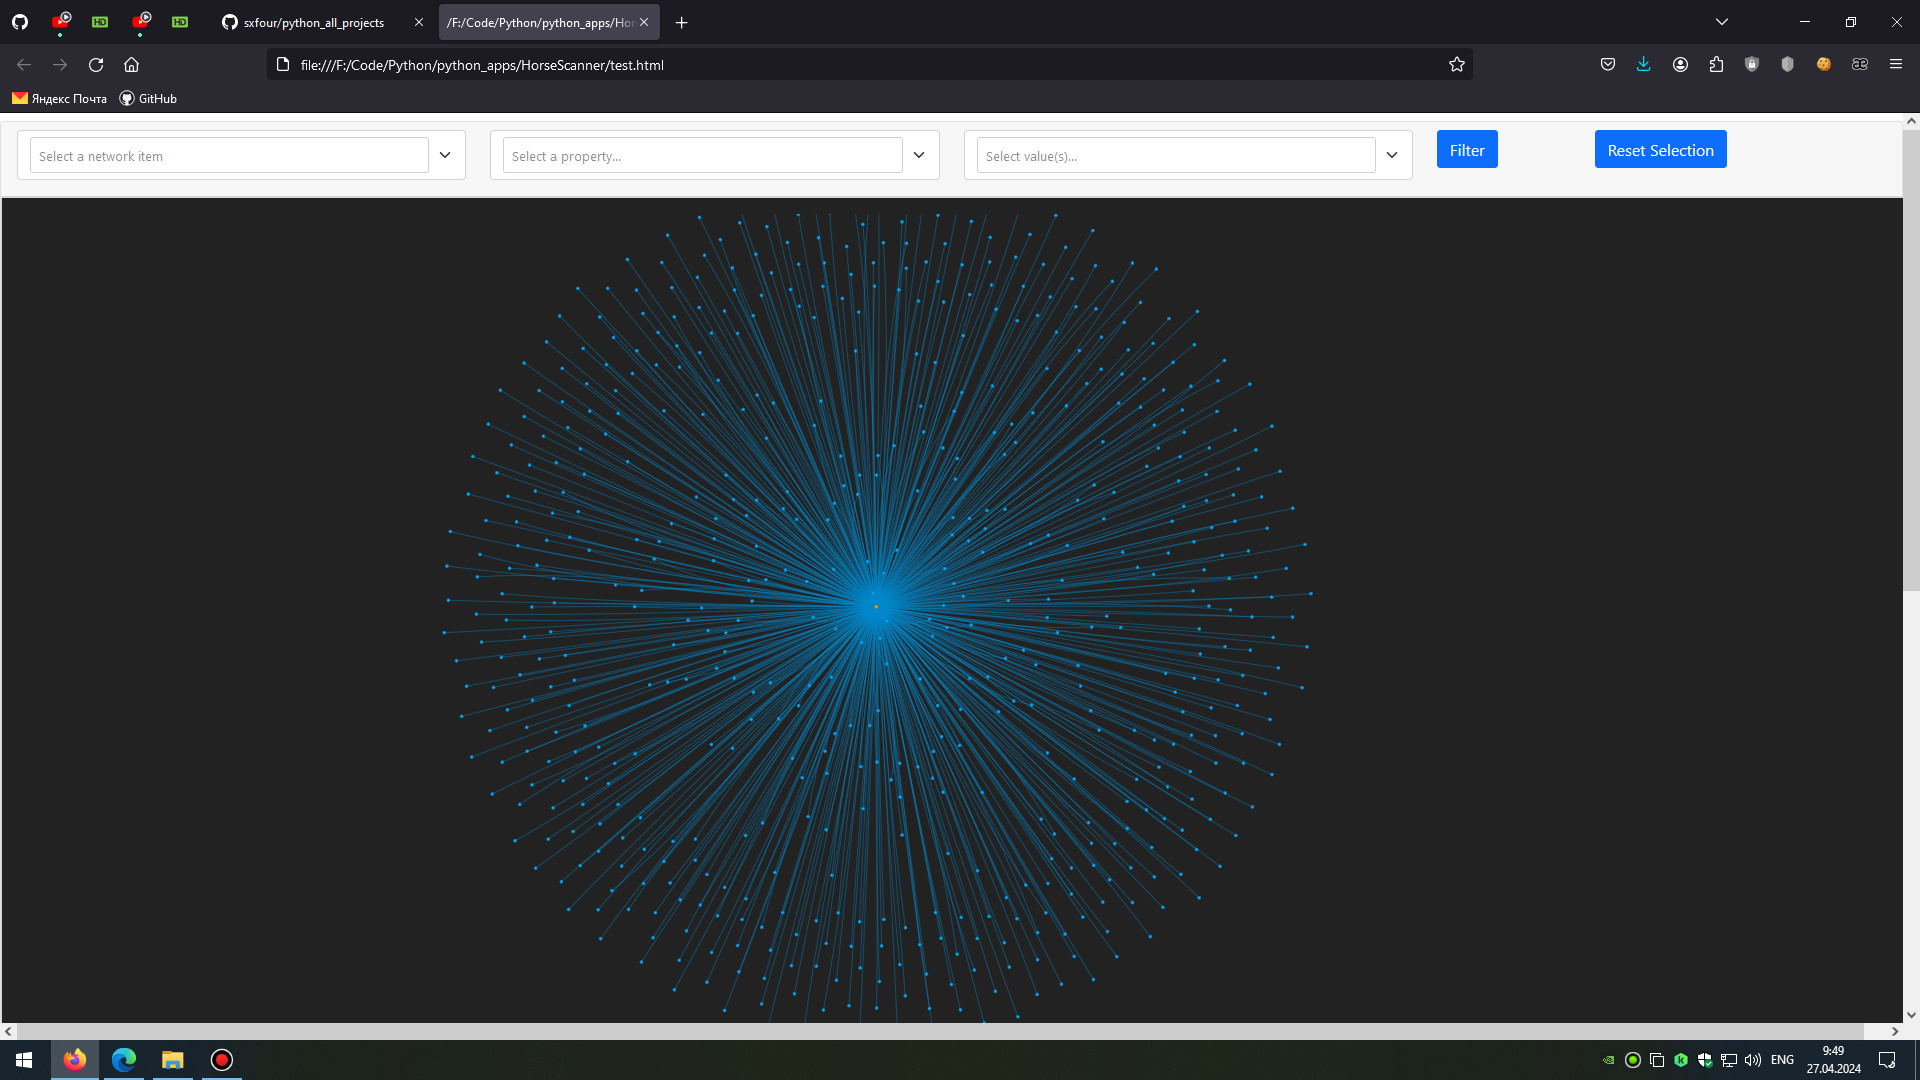 HD
HD
sxfour/python_all_projects
/F:/Code/Python/python_apps/Hor
file:///F:/Code/Python/python_apps/HorseScanner/test.html
Яндекс Почта
GitHub
Select a network item
Select a property...
Select value(s)...
Filter
Reset Selection
ENG
9:49
27.04.2024